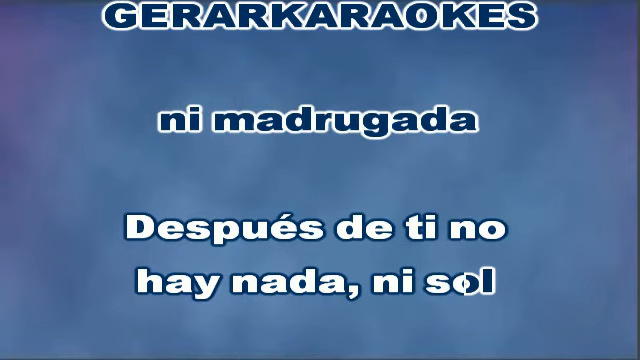 GERARKARAOKES
ni madrugada
Después de ti no
hay nada, ni sol